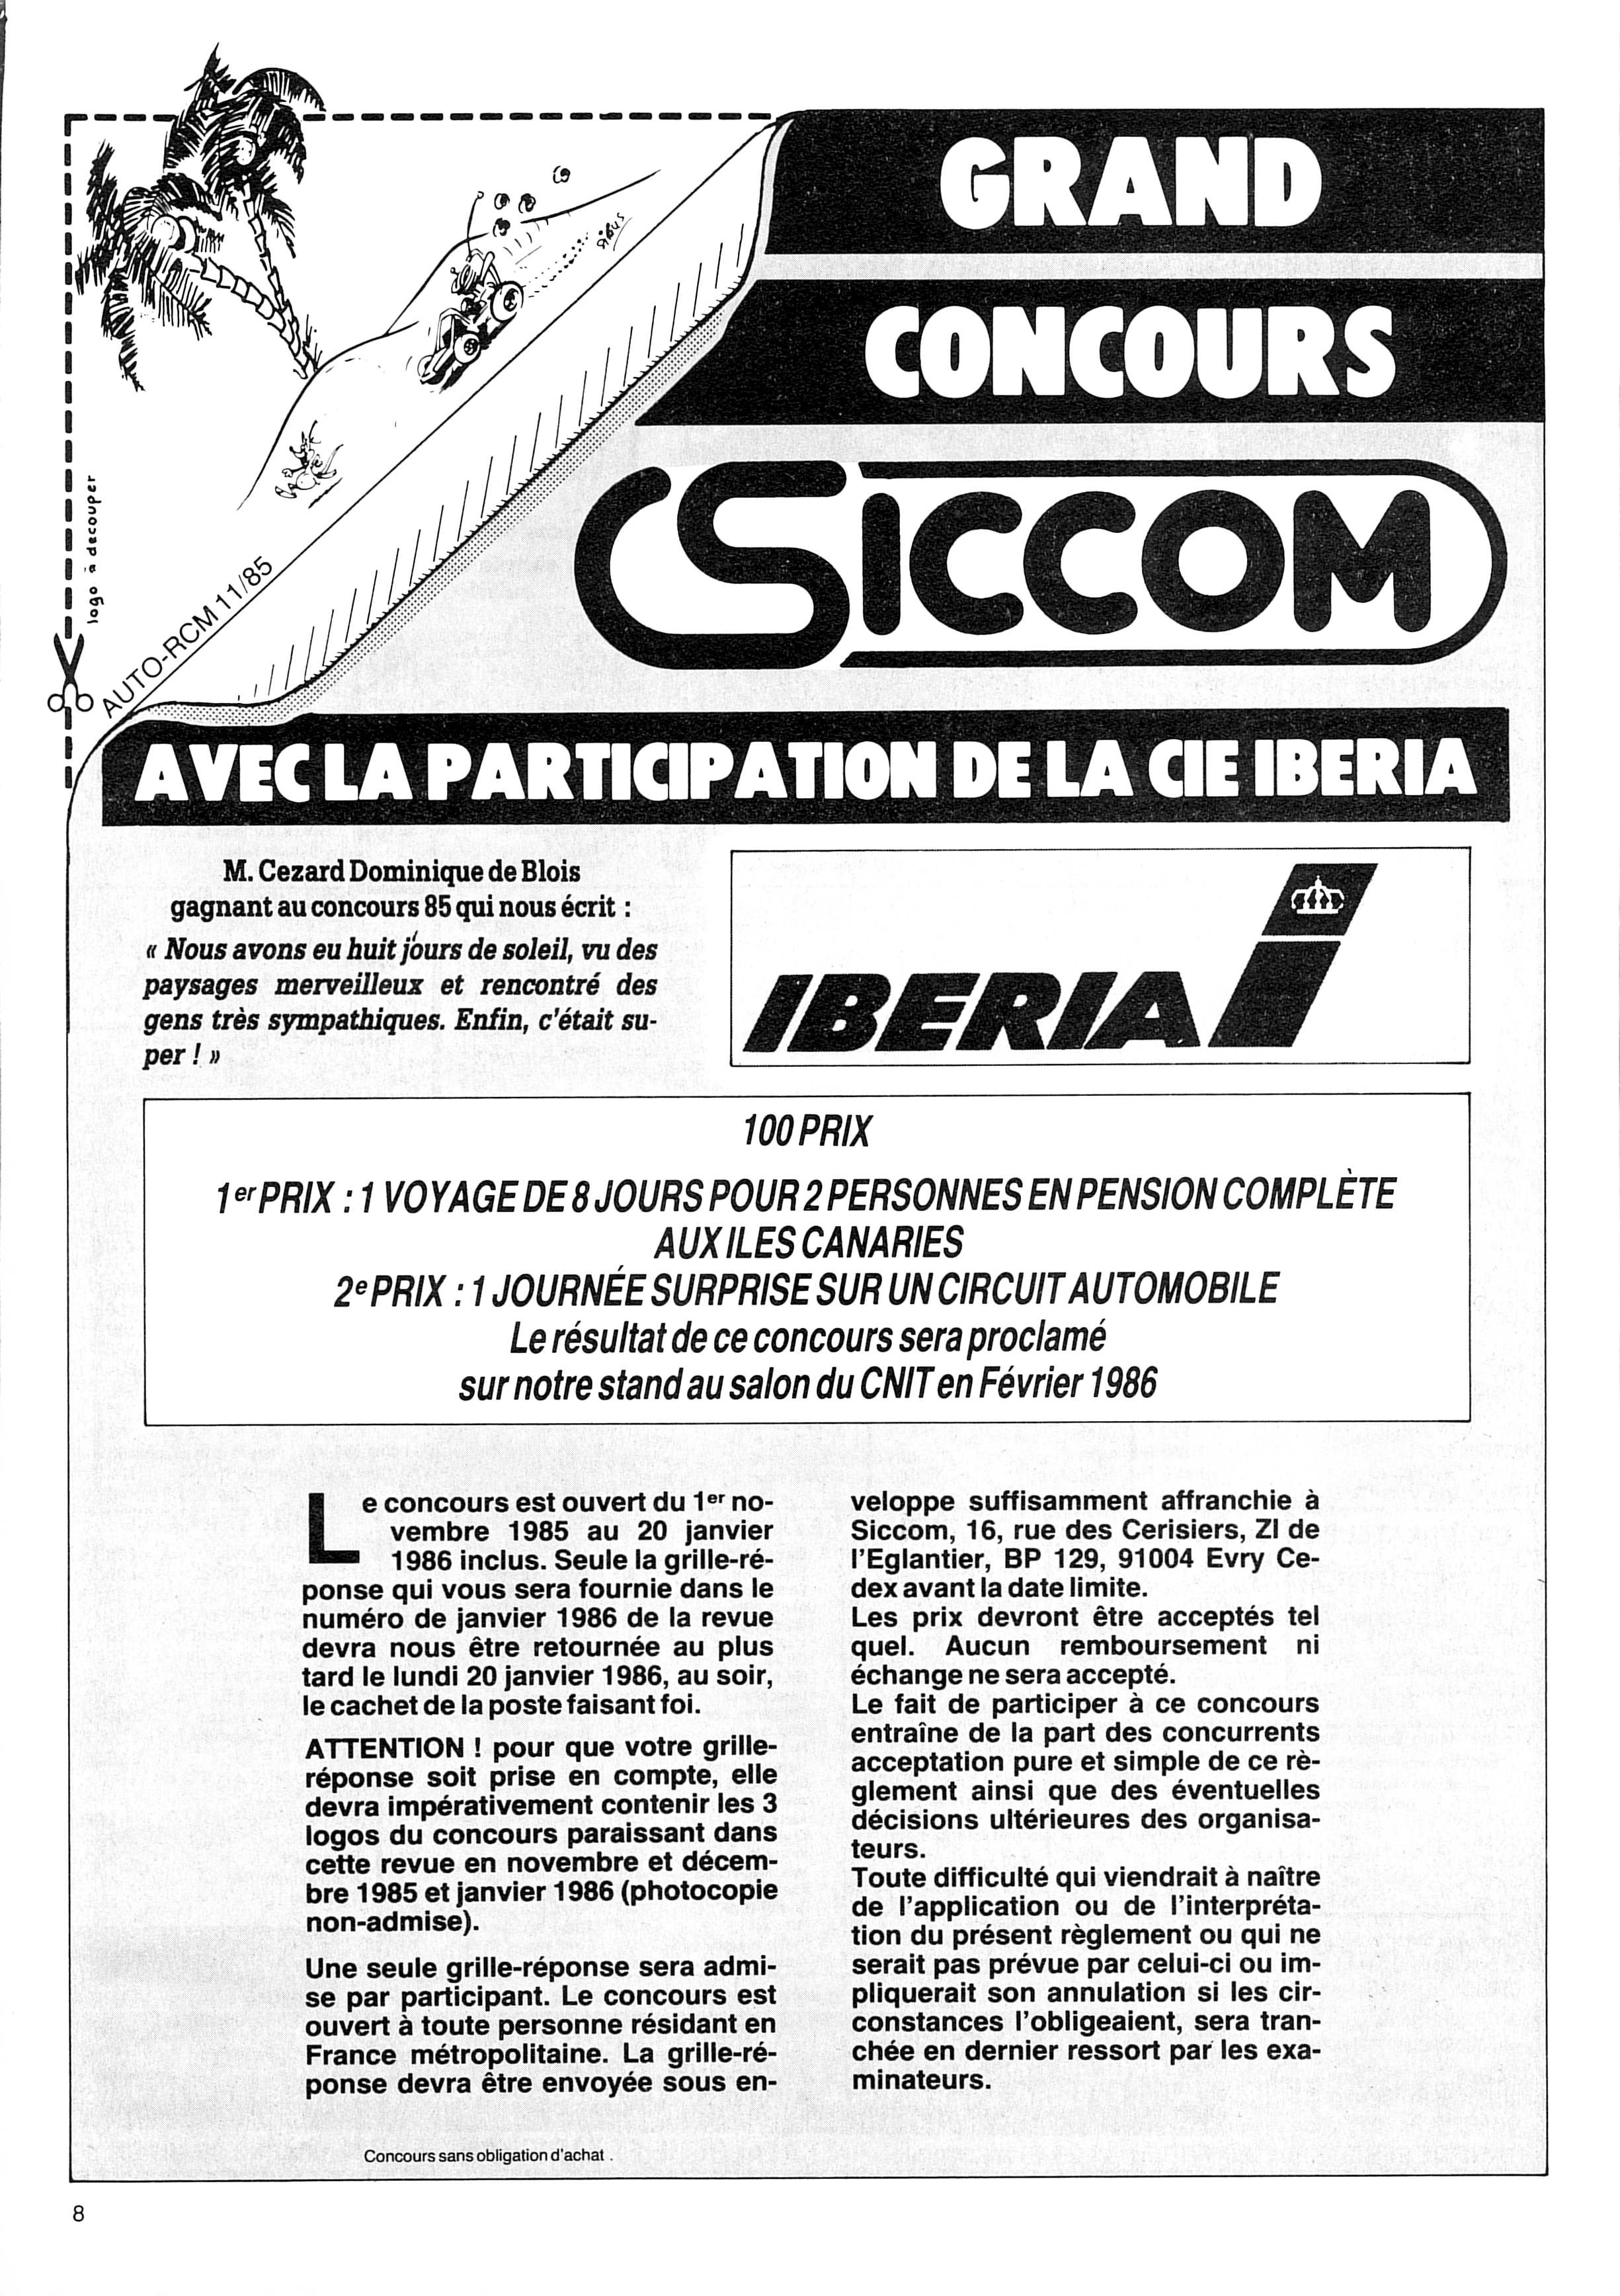 GRAND
CONCOURS
SICCOM
sibus
logo à decouper
AUTO-RCM 11/85
AVEC LA PARTICIPATION DE LA CIE IBERIA
M. Cezard Dominique de Blois
gagnant au concours 85 qui nous écrit :
« Nous avons eu huit jours de soleil, vu des
paysages merveilleux et rencontré des
gens très sympathiques. Enfin, c'était su-
per ! »
IBERIA
100 PRIX
1er PRIX : 1 VOYAGE DE 8 JOURS POUR 2 PERSONNES EN PENSION COMPLÈTE
AUX ILES CANARIES
2e PRIX : 1 JOURNÉE SURPRISE SUR UN CIRCUIT AUTOMOBILE
Le résultat de ce concours sera proclamé
sur notre stand au salon du CNIT en Février 1986
Le concours est ouvert du 1er no-
vembre 1985 au 20 janvier
1986 inclus. Seule la grille-ré-
ponse qui vous sera fournie dans le
numéro de janvier 1986 de la revue
devra nous être retournée au plus
tard le lundi 20 janvier 1986, au soir,
le cachet de la poste faisant foi.
ATTENTION ! pour que votre grille-
réponse soit prise en compte, elle
devra impérativement contenir les 3
logos du concours paraissant dans
cette revue en novembre et décem-
bre 1985 et janvier 1986 (photocopie
non-admise).
Une seule grille-réponse sera admi-
se par participant. Le concours est
ouvert à toute personne résidant en
France métropolitaine. La grille-ré-
ponse devra être envoyée sous en-
veloppe suffisamment affranchie à
Siccom, 16, rue des Cerisiers, ZI de
l'Eglantier, BP 129, 91004 Evry Ce-
dex avant la date limite.
Les prix devront être acceptés tel
quel. Aucun remboursement ni
échange ne sera accepté.
Le fait de participer à ce concours
entraîne de la part des concurrents
acceptation pure et simple de ce rè-
glement ainsi que des éventuelles
décisions ultérieures des organisa-
teurs.
Toute difficulté qui viendrait à naître
de l'application ou de l'interpréta-
tion du présent règlement ou qui ne
serait pas prévue par celui-ci ou im-
pliquerait son annulation si les cir-
constances l'obligeaient, sera tran-
chée en dernier ressort par les exa-
minateurs.
Concours sans obligation d'achat .
8